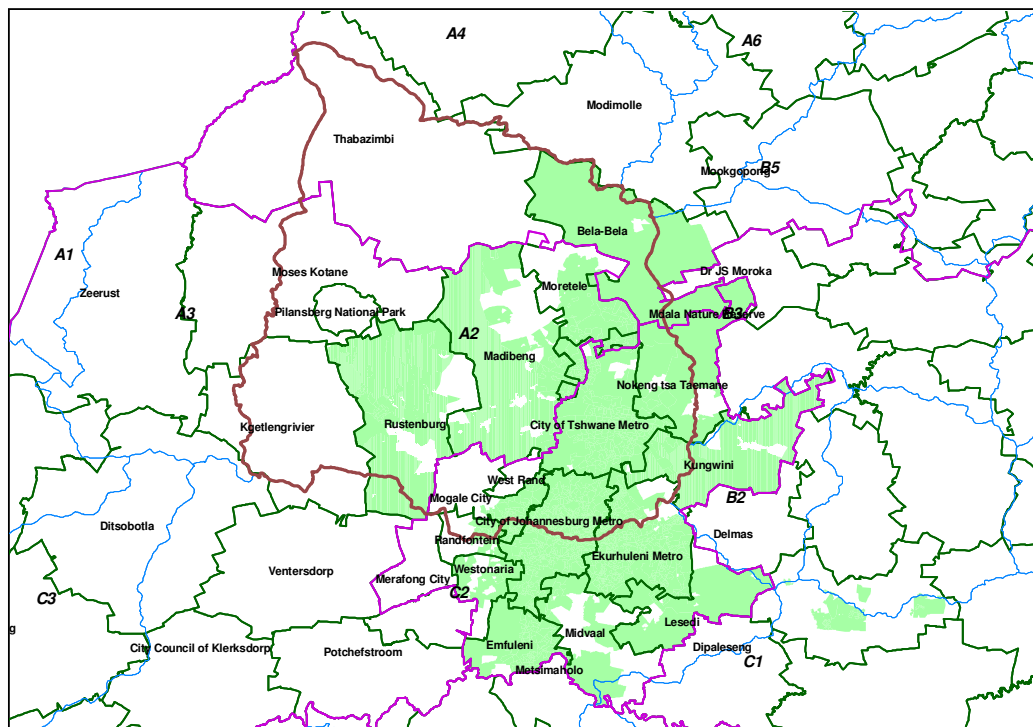 A4
A6
Modimolle
Thabazimbi
B5
Mookgopong
Bela-Bela
A1
Moses Kotane
Dr JS Moroka
Zeerust
Moretele
A3
Pilansberg National Park
B3
Mdala Nature Reserve
A2
Madibeng
Nokeng tsa Taemane
Rustenburg
City of Tshwane Metro
Kgetlengrivier
Kungwini
West Rand
Mogale City
B2
Ditsobotla
City of Johannesburg Metro
Delmas
Randfontein
Ekurhuleni Metro
Ventersdorp
Westonaria
Merafong City
C2
C3
Lesedi
g
Midvaal
Emfuleni
City Council of Klerksdorp
Potchefstroom
Dipaleseng
C1
Metsimaholo